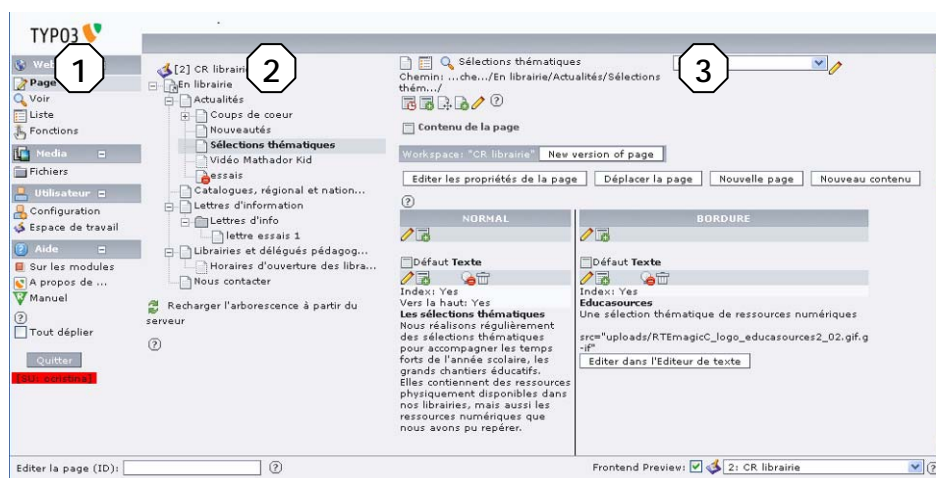 TYPO3
1
2
3
Web
Page
Voir
Liste
Fonctions
Media
Fichiers
Utilisateur
Configuration
Espace de travail
Aide
Sur les modules
A propos de ...
Manuel
Tout déplier
Quitter
[SU: ocristina]
[2] CR librairi
En librairie
Actualités
Coups de coeur
Nouveautés
Sélections thématiques
Vidéo Mathador Kid
essais
Catalogues, régional et nation...
Lettres d'information
Lettres d'info
lettre essais 1
Librairies et délégués pédagog...
Horaires d'ouverture des libra...
Nous contacter
Recharger l'arborescence à partir du
serveur
Sélections thématiques
Chemin: ...che.../En librairie/Actualités/Sélections
thém.../
Contenu de la page
Workspace: "CR librairie" New version of page
Editer les propriétés de la page Déplacer la page Nouvelle page Nouveau contenu
NORMAL
Défaut Texte
Index: Yes
Vers la haut: Yes
Les sélections thématiques
Nous réalisons régulièrement
des sélections thématiques
pour accompagner les temps
forts de l'année scolaire, les
grands chantiers éducatifs.
Elles contiennent des ressources
physiquement disponibles dans
nos librairies, mais aussi les
ressources numériques que
nous avons pu repérer.
BORDURE
Défaut Texte
Index: Yes
Educasources
Une sélection thématique de ressources numériques
src="uploads/RTEmagicC_logo_educasources2_02.gif.g
-if"
Editer dans l'Editeur de texte
Editer la page (ID):
Frontend Preview: 2: CR librairie